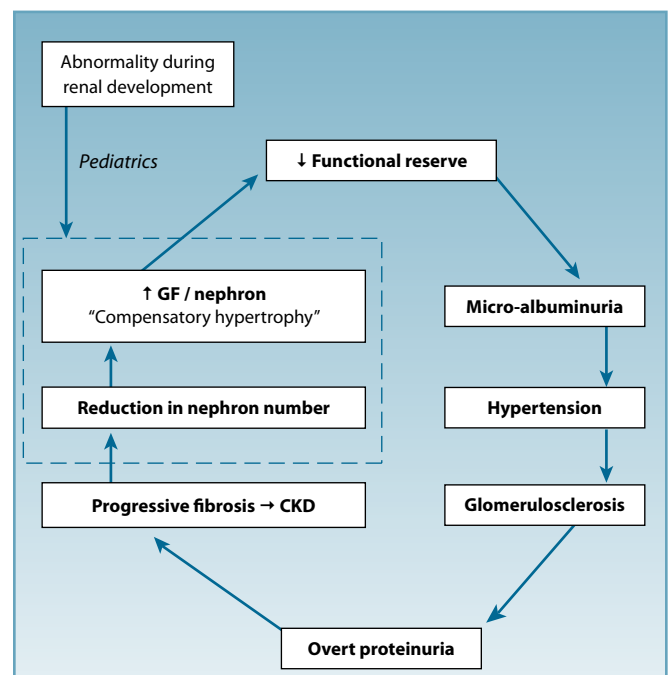 Abnormality during
renal development
Pediatrics
↓ Functional reserve
↑ GF / nephron
“Compensatory hypertrophy”
Micro-albuminuria
Reduction in nephron number
Hypertension
Progressive fibrosis → CKD
Glomerulosclerosis
Overt proteinuria